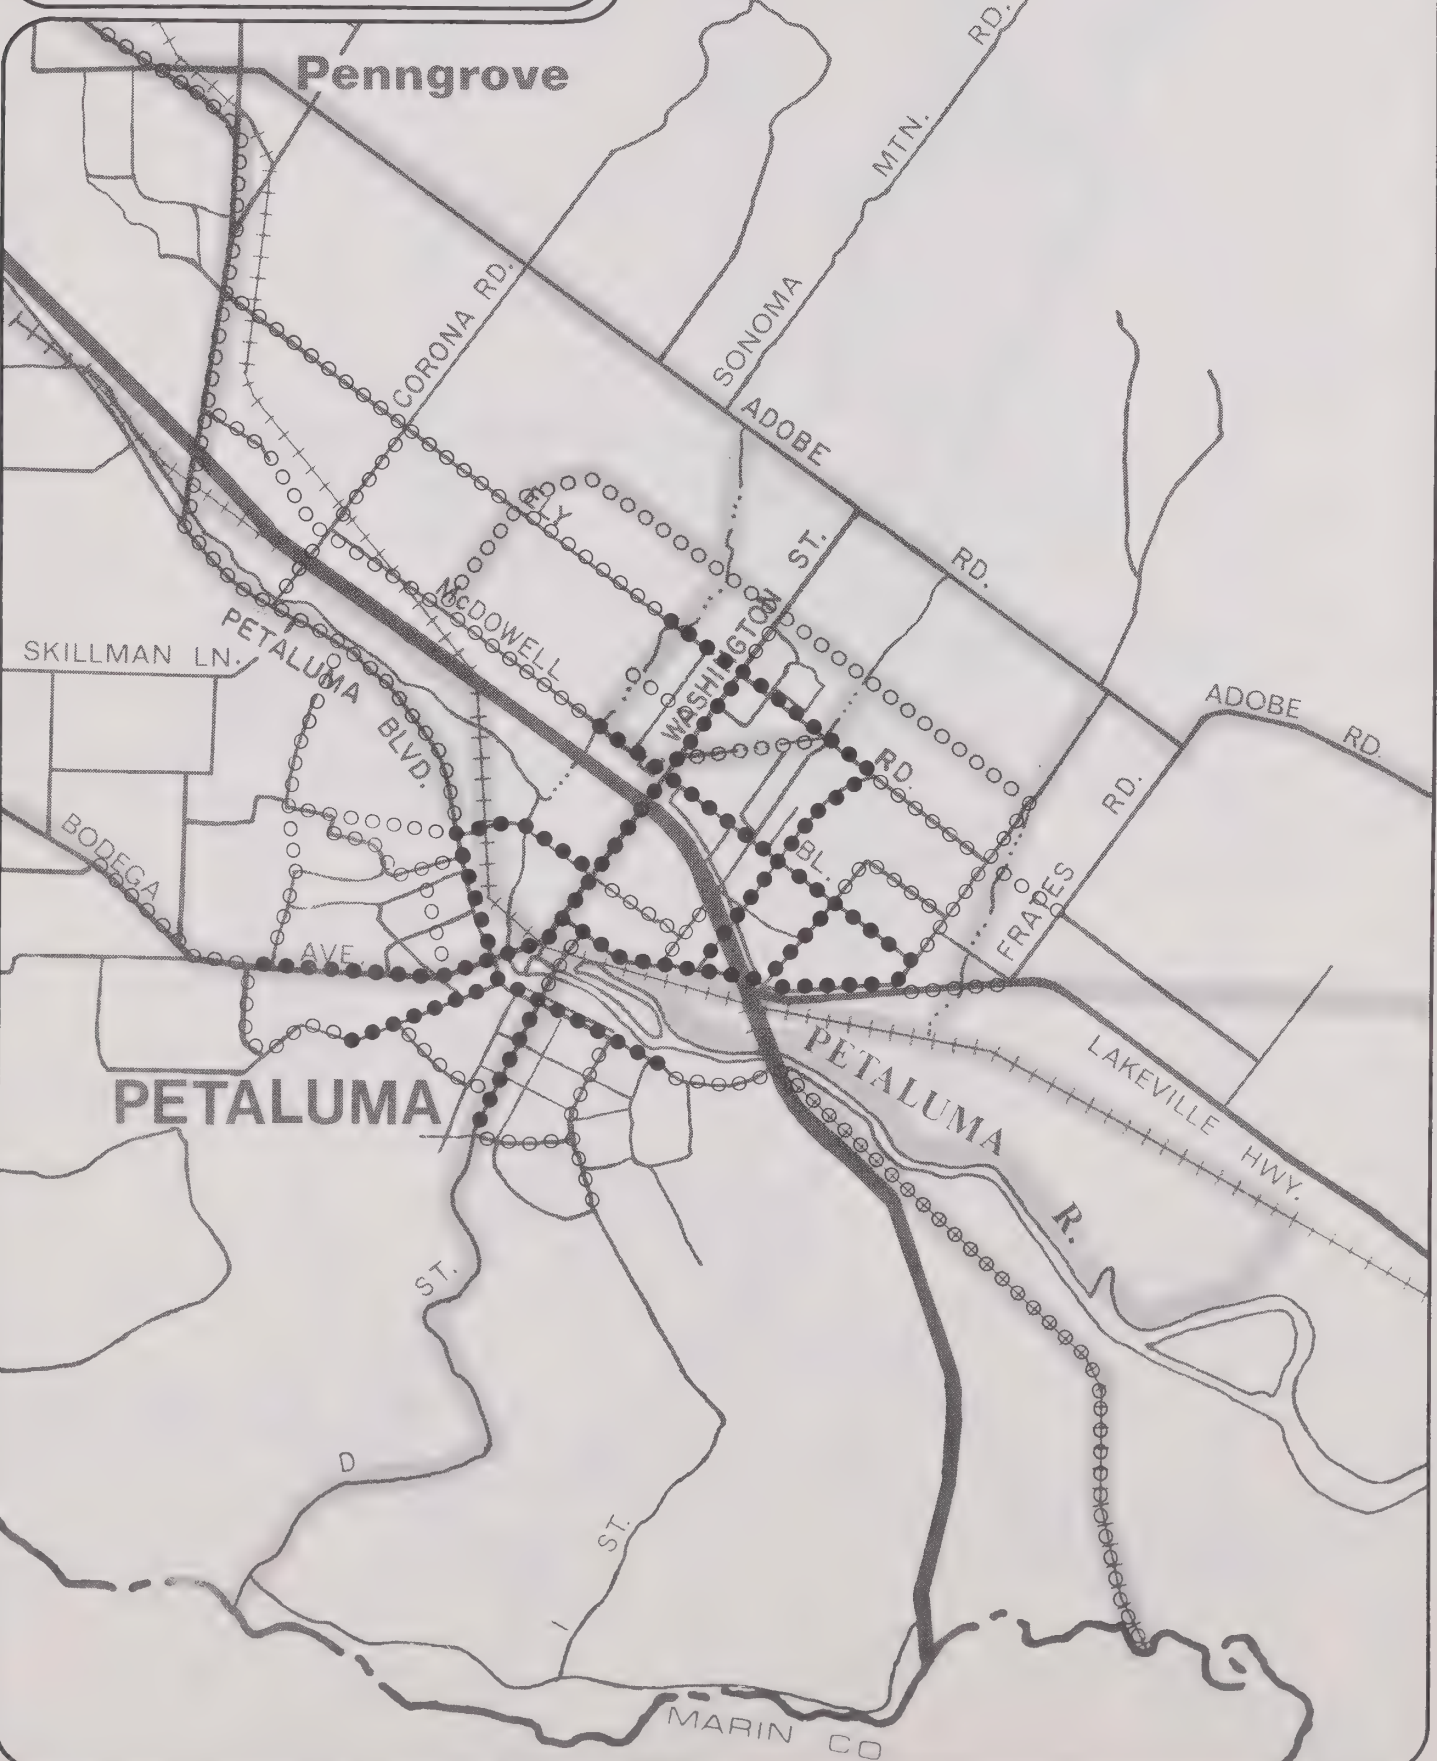 Penngrove
RD.
SONOMA MTN.
CORONA RD.
ADOBE
RD.
ELY
WASHINGTON ST.
McDOWELL
RD.
BL.
SKILLMAN LN.
PETALUMA
BLVD.
BODEGA
AVE.
ADOBE
RD.
FRATES
RD.
LAKEVILLE
HWY.
PETALUMA
R.
PETALUMA
ST.
D
ST.
I
MARIN CO